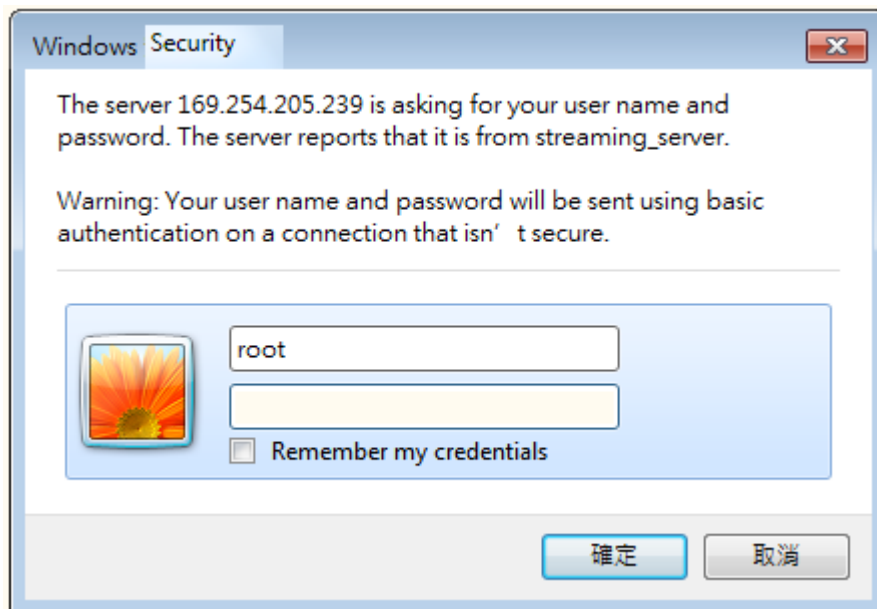 Windows Security
The server 169.254.205.239 is asking for your user name and
password. The server reports that it is from streaming_server.
Warning: Your user name and password will be sent using basic
authentication on a connection that isn’ t secure.
root
Remember my credentials
確定
取消